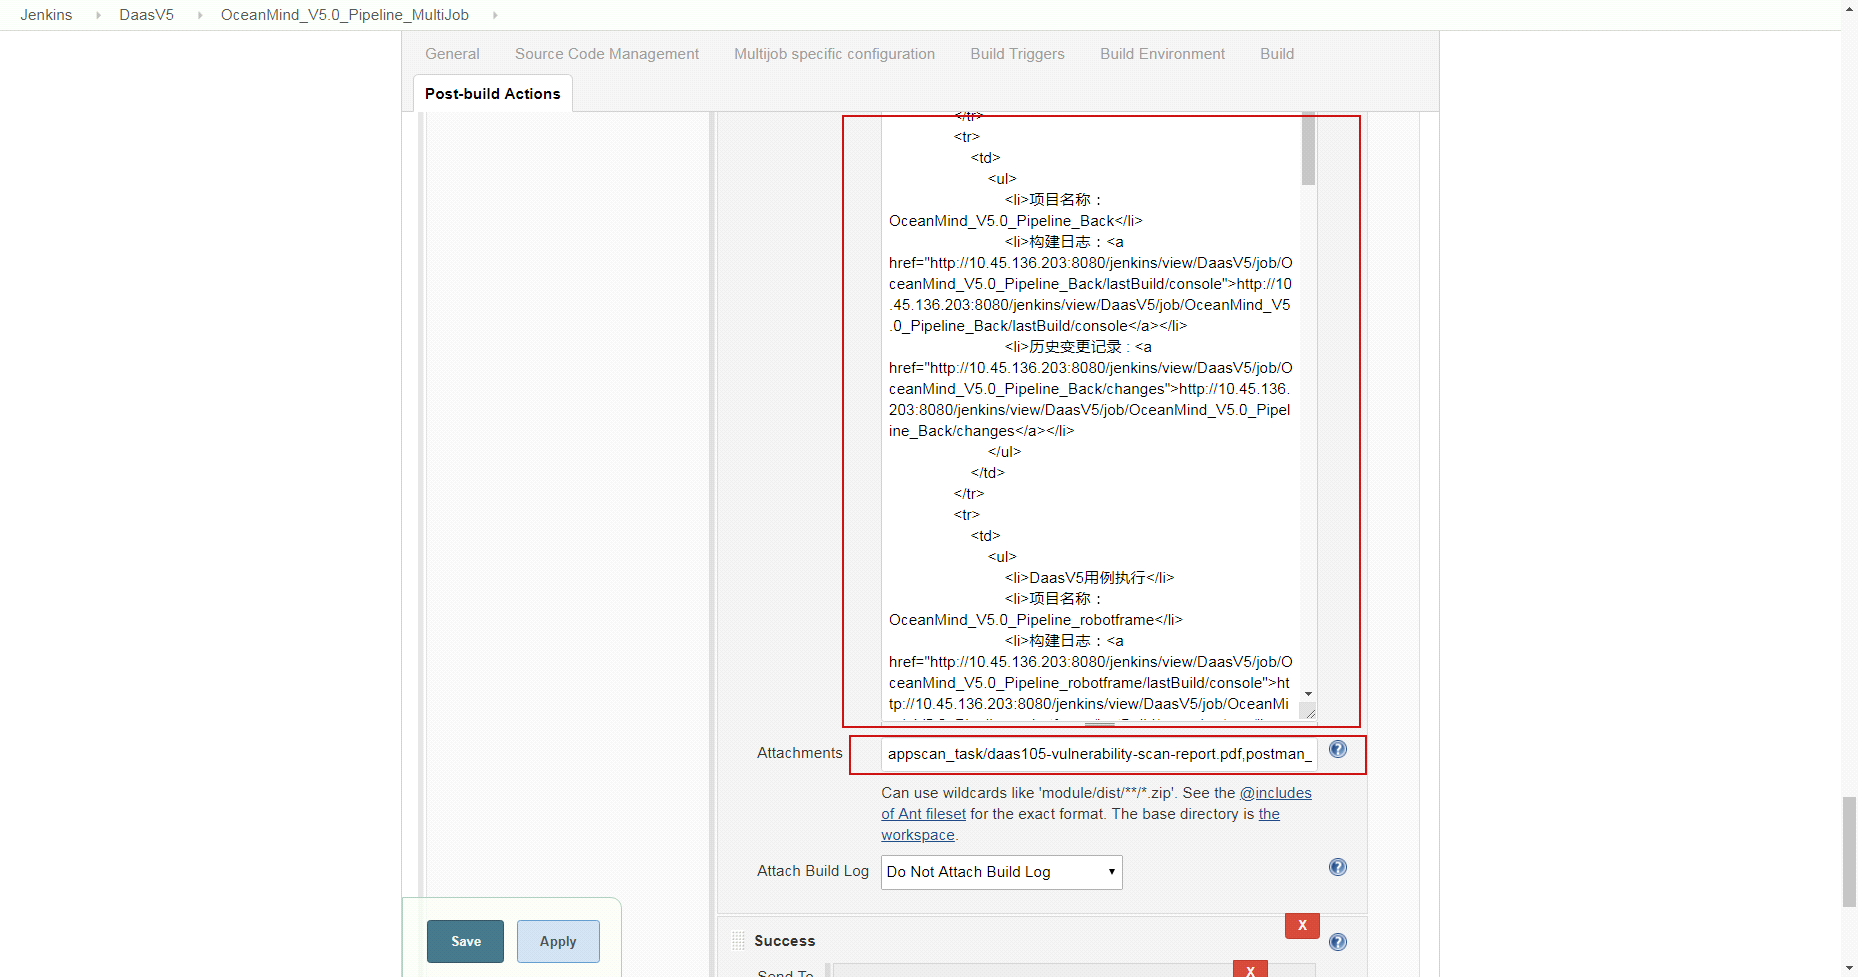 Jenkins DaasV5 OceanMind_V5.0_Pipeline_MultiJob
General Source Code Management Multijob specific configuration Build Triggers Build Environment Build
Post-build Actions
</tr>
<tr>
<td>
<ul>
<li>项目名称：
OceanMind_V5.0_Pipeline_Back</li>
<li>构建日志：<a
href="http://10.45.136.203:8080/jenkins/view/DaasV5/job/O
ceanMind_V5.0_Pipeline_Back/lastBuild/console">http://10
.45.136.203:8080/jenkins/view/DaasV5/job/OceanMind_V5
.0_Pipeline_Back/lastBuild/console</a></li>
<li>历史变更记录 : <a
href="http://10.45.136.203:8080/jenkins/view/DaasV5/job/O
ceanMind_V5.0_Pipeline_Back/changes">http://10.45.136.
203:8080/jenkins/view/DaasV5/job/OceanMind_V5.0_Pipel
ine_Back/changes</a></li>
</ul>
</td>
</tr>
<tr>
<td>
<ul>
<li>DaasV5用例执行</li>
<li>项目名称：
OceanMind_V5.0_Pipeline_robotframe</li>
<li>构建日志：<a
href="http://10.45.136.203:8080/jenkins/view/DaasV5/job/O
ceanMind_V5.0_Pipeline_robotframe/lastBuild/console">ht
tp://10.45.136.203:8080/jenkins/view/DaasV5/job/OceanMi
Attachments appscan_task/daas105-vulnerability-scan-report.pdf,postman_
Can use wildcards like 'module/dist/**/*.zip'. See the @includes
of Ant fileset for the exact format. The base directory is the
workspace.
Attach Build Log Do Not Attach Build Log
Save Apply
X
Success
Send To
X